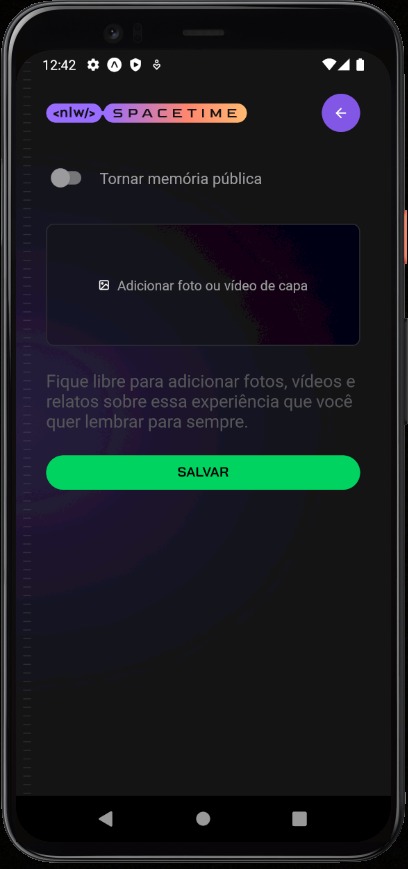 12:42
<nlw/> SPACETIME
Tornar memória pública
Adicionar foto ou vídeo de capa
Fique libre para adicionar fotos, vídeos e
relatos sobre essa experiência que você
quer lembrar para sempre.
SALVAR